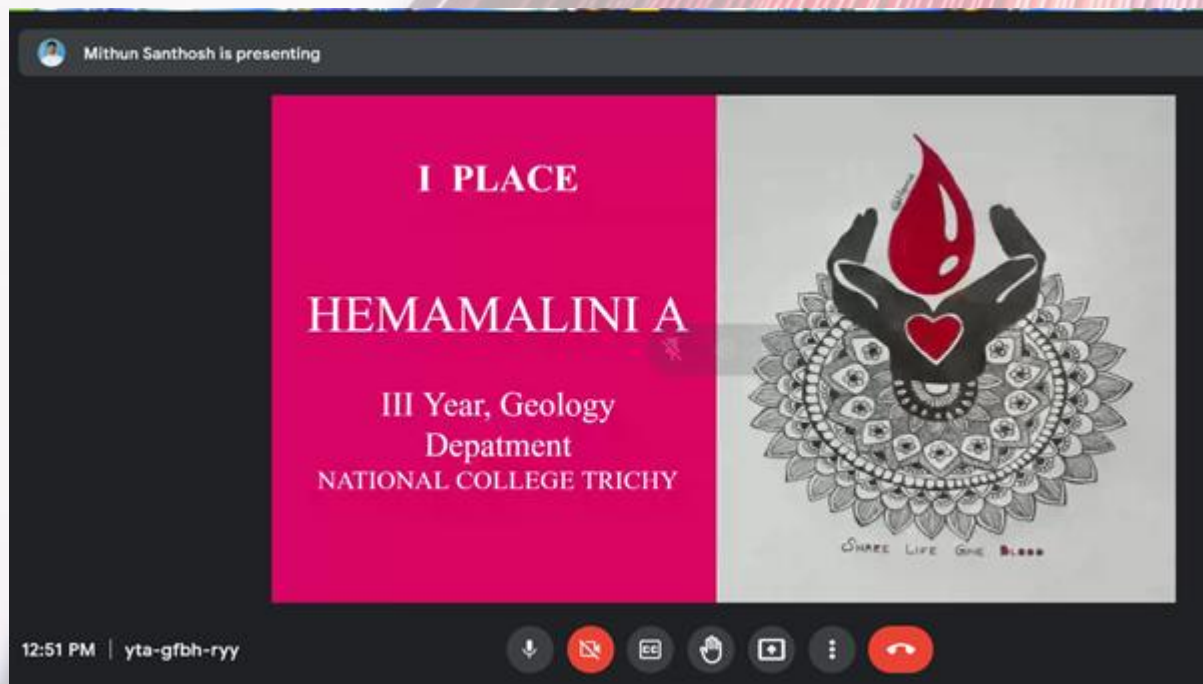 Mithun Santhosh is presenting
I PLACE
HEMAMALINI A
III Year, Geology
Depatment
NATIONAL COLLEGE TRICHY
SHARE LIFE GIVE BLOOD
12:51 PM | yta-gfbh-ryy
CC